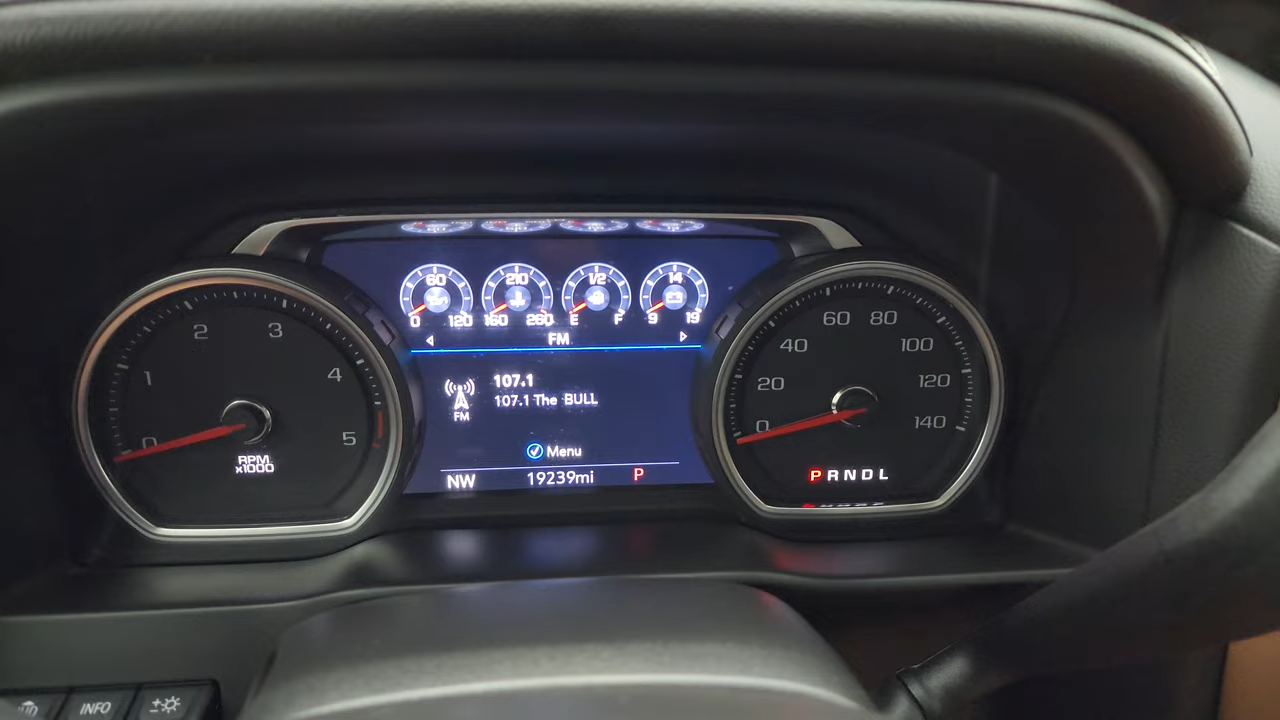 60 210 1/2 14
0 120 160 260 E F 9 19
FM
107.1
107.1 The BULL
FM
Menu
NW 19239mi P
0 1 2 3 4 5
RPM
x1000
0 20 40 60 80 100 120 140
PRNDL
INFO